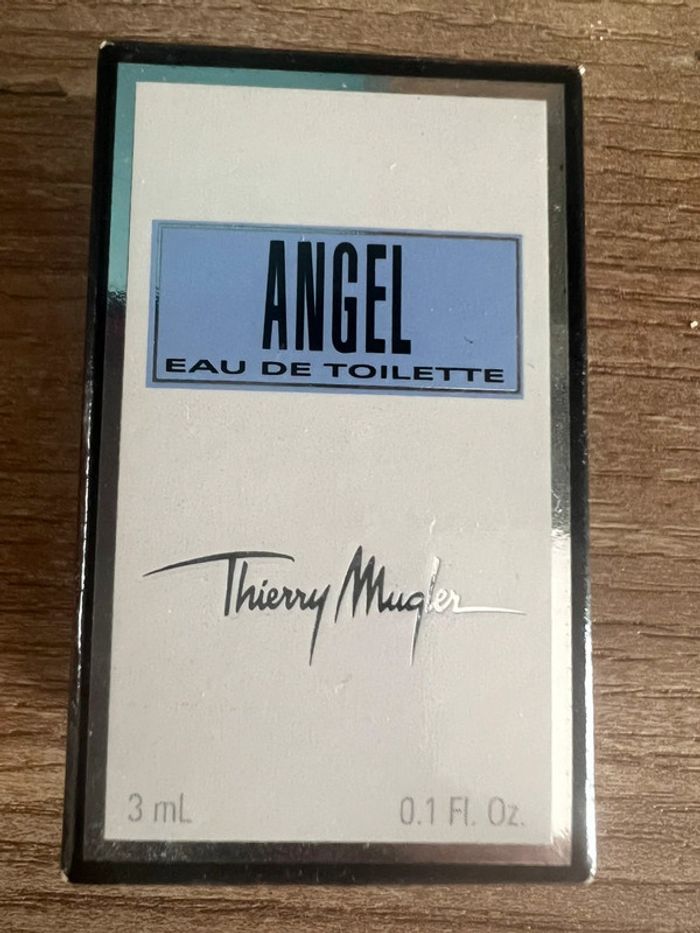 ANGEL
EAU DE TOILETTE
Thierry Mugler
3 mL 0.1 Fl. Oz.